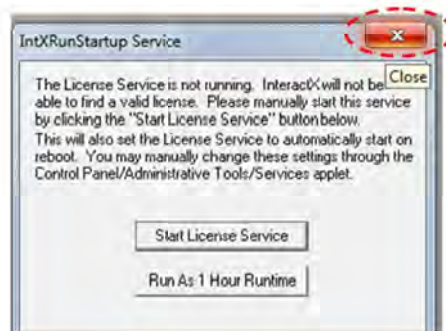 IntXRunStartup Service
x
Close
The License Service is not running. InteractX will not be
able to find a valid license. Please manually start this service
by clicking the "Start License Service" button below.
This will also set the License Service to automatically start on
reboot. You may manually change these settings through the
Control Panel/Administrative Tools/Services applet.
Start License Service
Run As 1 Hour Runtime